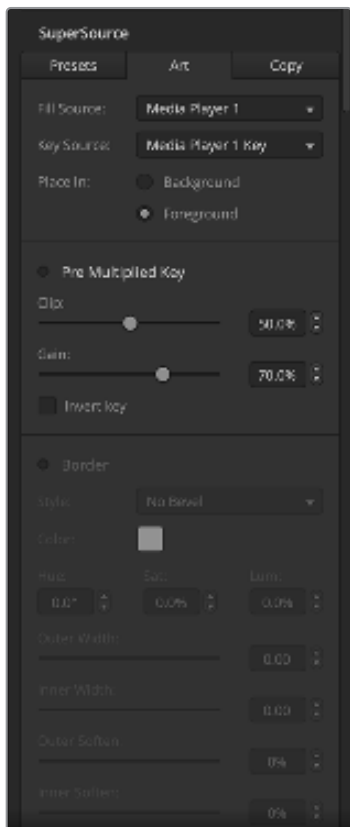 SuperSource
Presets Art Copy
Fill Source: Media Player 1
Key Source: Media Player 1 Key
Place In: Background
Foreground
Pre Multiplied Key
Clip:
50.0%
Gain:
70.0%
Invert key
Border
Style: No Bevel
Color:
Hue: Sat: Lum:
0.0° 0.0% 0.0%
Outer Width:
0.00
Inner Width:
0.00
Outer Soften:
0%
Inner Soften:
0%